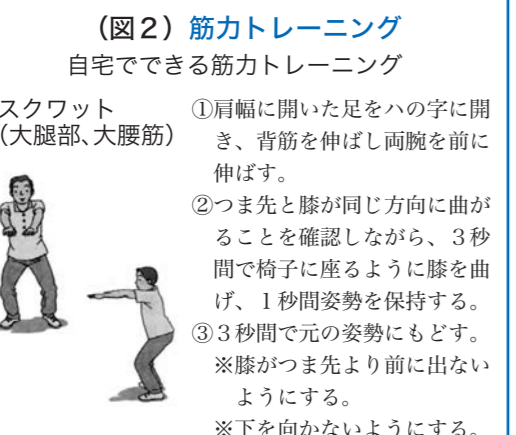 （図２）筋力トレーニング
自宅でできる筋力トレーニング
スクワット
（大腿部、大腰筋）
①肩幅に開いた足をハの字に開
き、背筋を伸ばし両腕を前に
伸ばす。
②つま先と膝が同じ方向に曲が
ることを確認しながら、３秒
間で椅子に座るように膝を曲
げ、１秒間姿勢を保持する。
③３秒間で元の姿勢にもどす。
※膝がつま先より前に出ない
ようにする。
※下を向かないようにする。